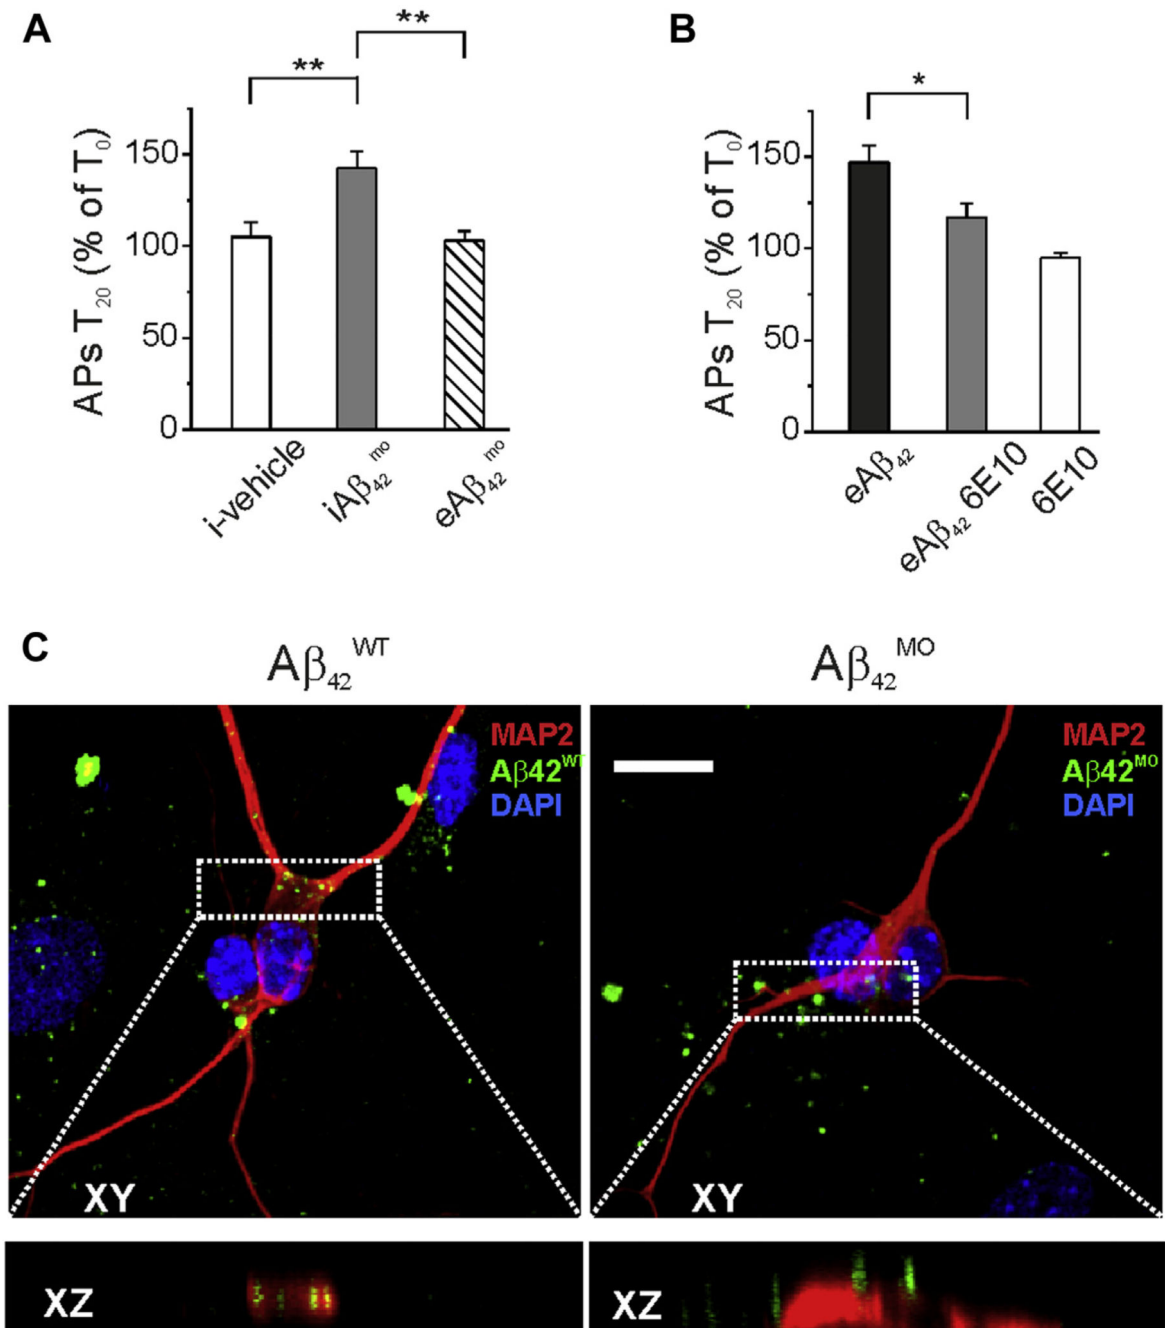 A
**
**
APs T20 (% of T0)
150
100
50
0
i-vehicle
iAβ42mo
eAβ42mo
B
*
APs T20 (% of T0)
150
100
50
0
eAβ42
eAβ42 6E10
6E10
C
Aβ42WT
Aβ42MO
MAP2
Aβ42WT
DAPI
XY
MAP2
Aβ42MO
DAPI
XY
XZ
XZ